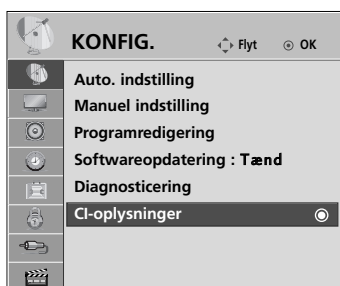 KONFIG. Flyt OK
Auto. indstilling
Manuel indstilling
Programredigering
Softwareopdatering : Tænd
Diagnosticering
CI-oplysninger